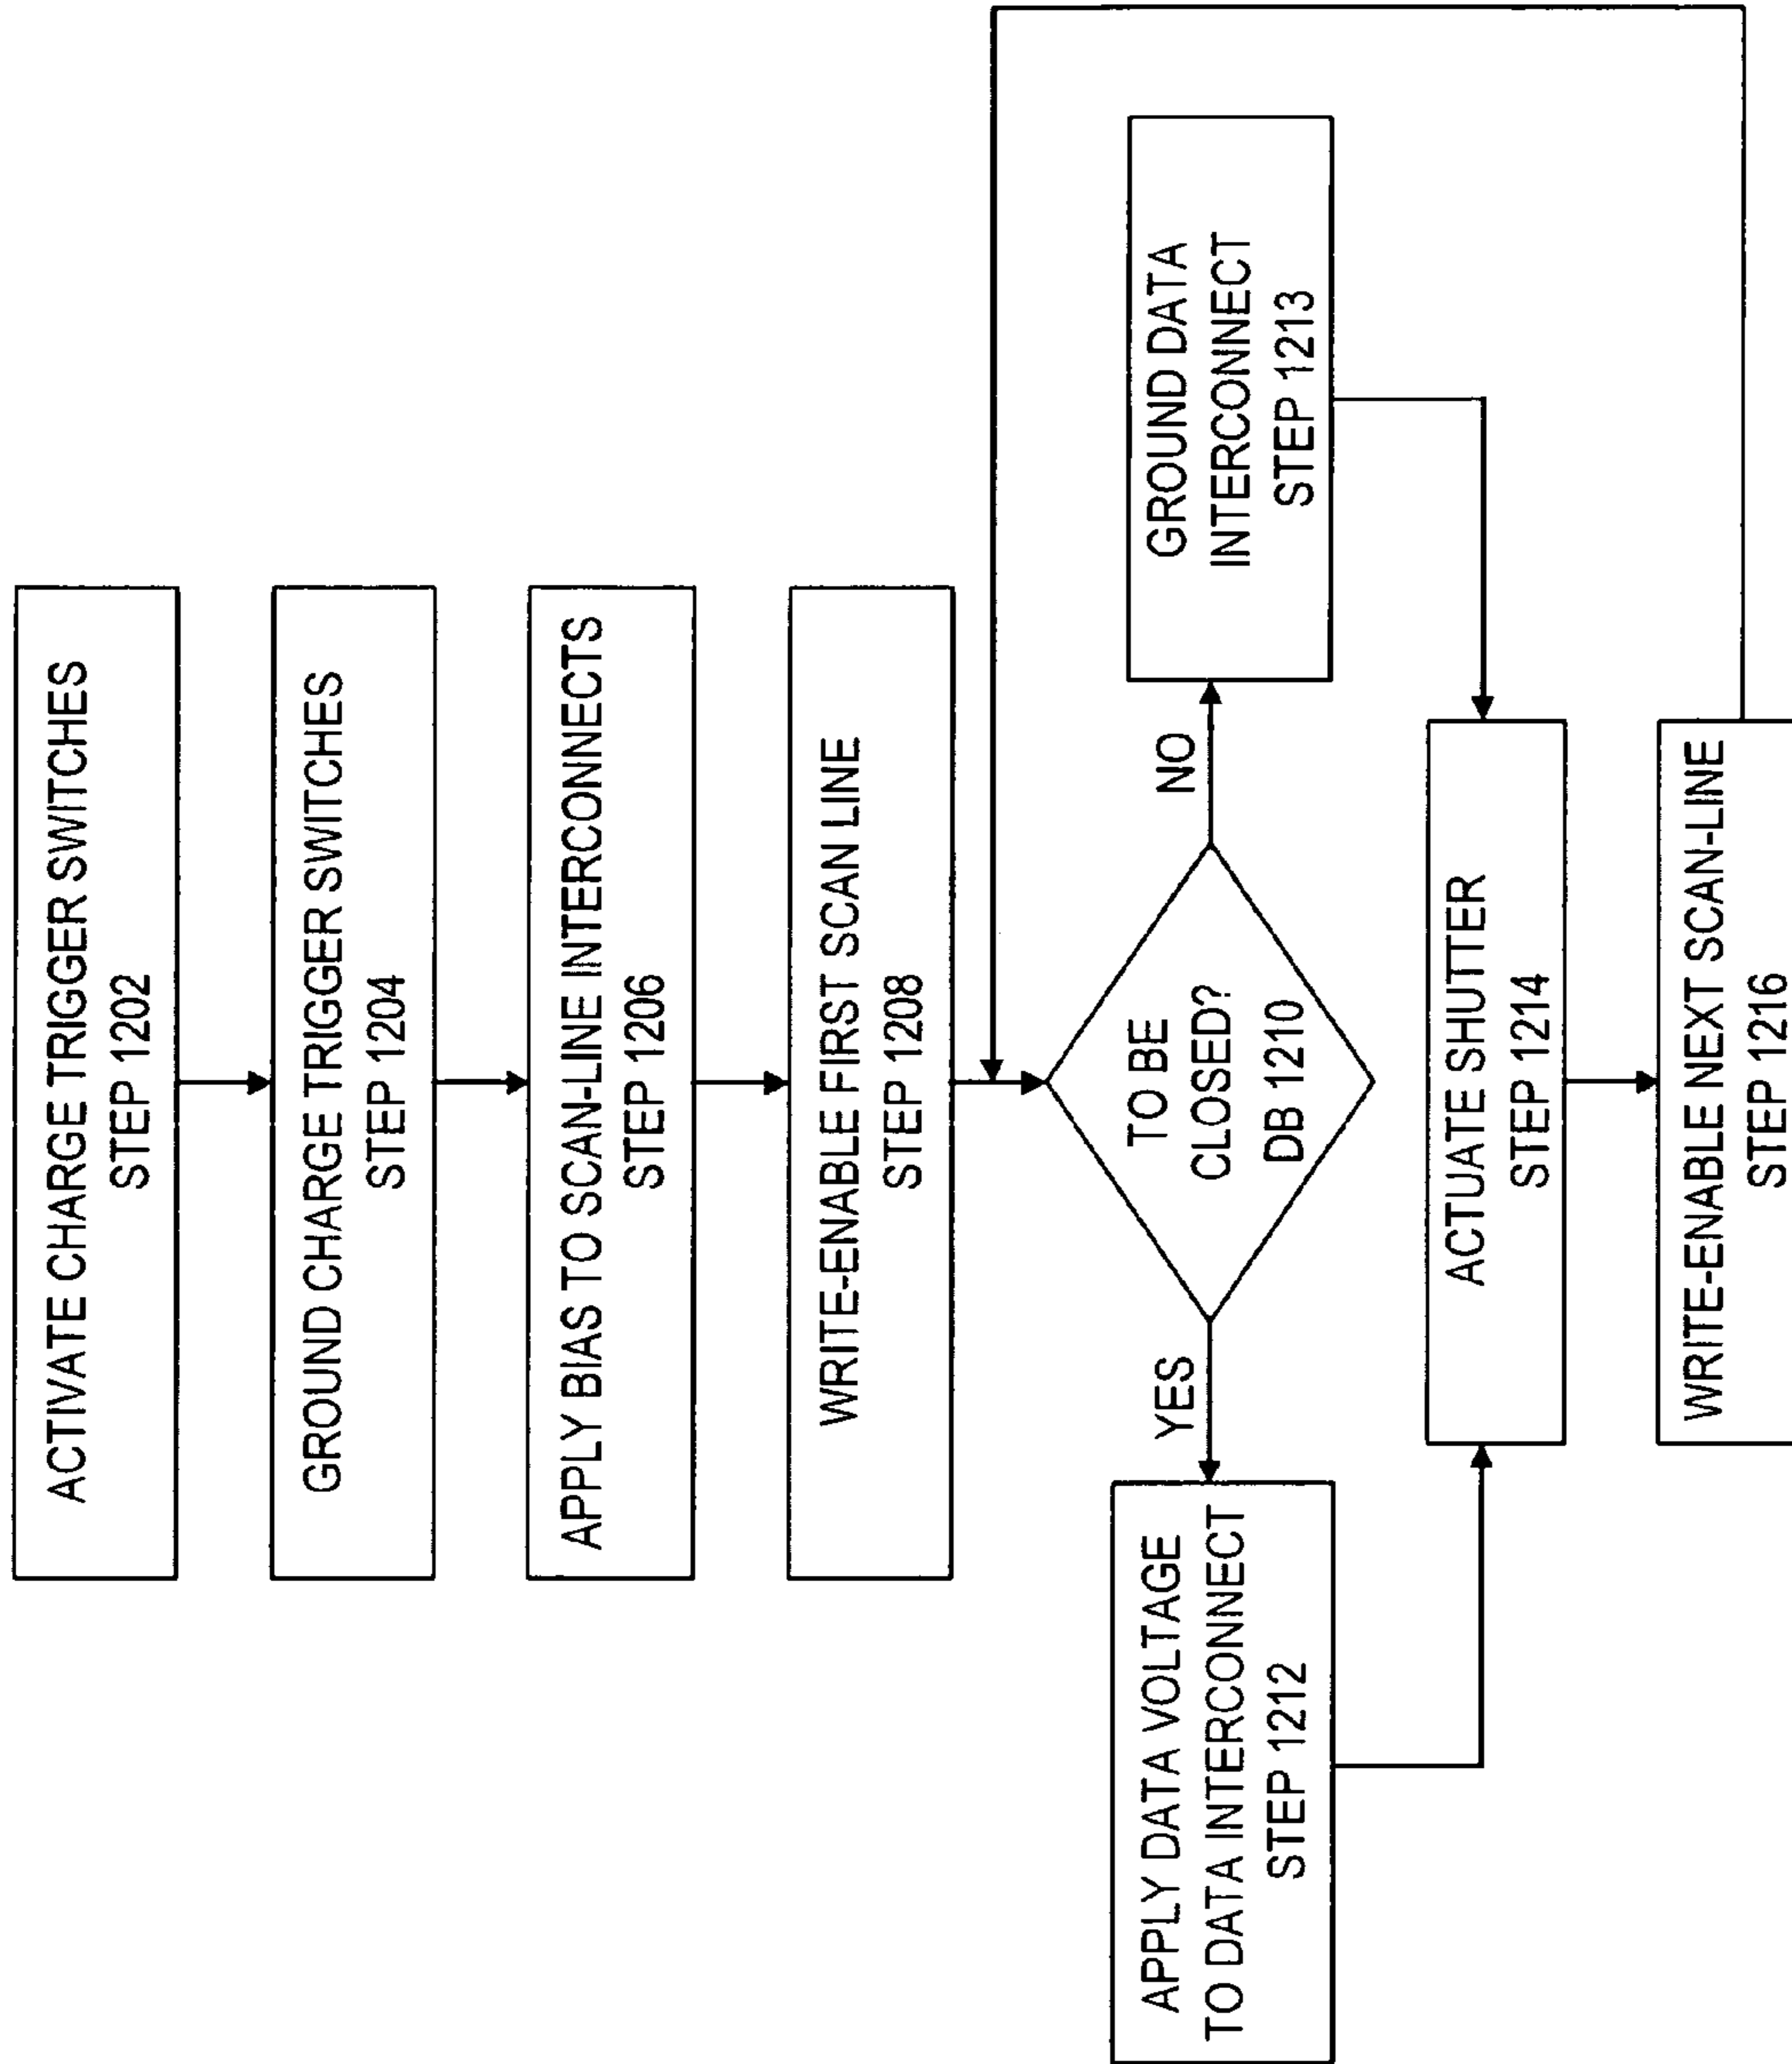 ACTIVATE CHARGE TRIGGER SWITCHES
STEP 1202
GROUND CHARGE TRIGGER SWITCHES
STEP 1204
APPLY BIAS TO SCAN-LINE INTERCONNECTS
STEP 1206
WRITE-ENABLE FIRST SCAN LINE
STEP 1208
TO BE
CLOSED?
DB 1210
YES
NO
APPLY DATA VOLTAGE
TO DATA INTERCONNECT
STEP 1212
GROUND DATA
INTERCONNECT
STEP 1213
ACTUATE SHUTTER
STEP 1214
WRITE-ENABLE NEXT SCAN-LINE
STEP 1216